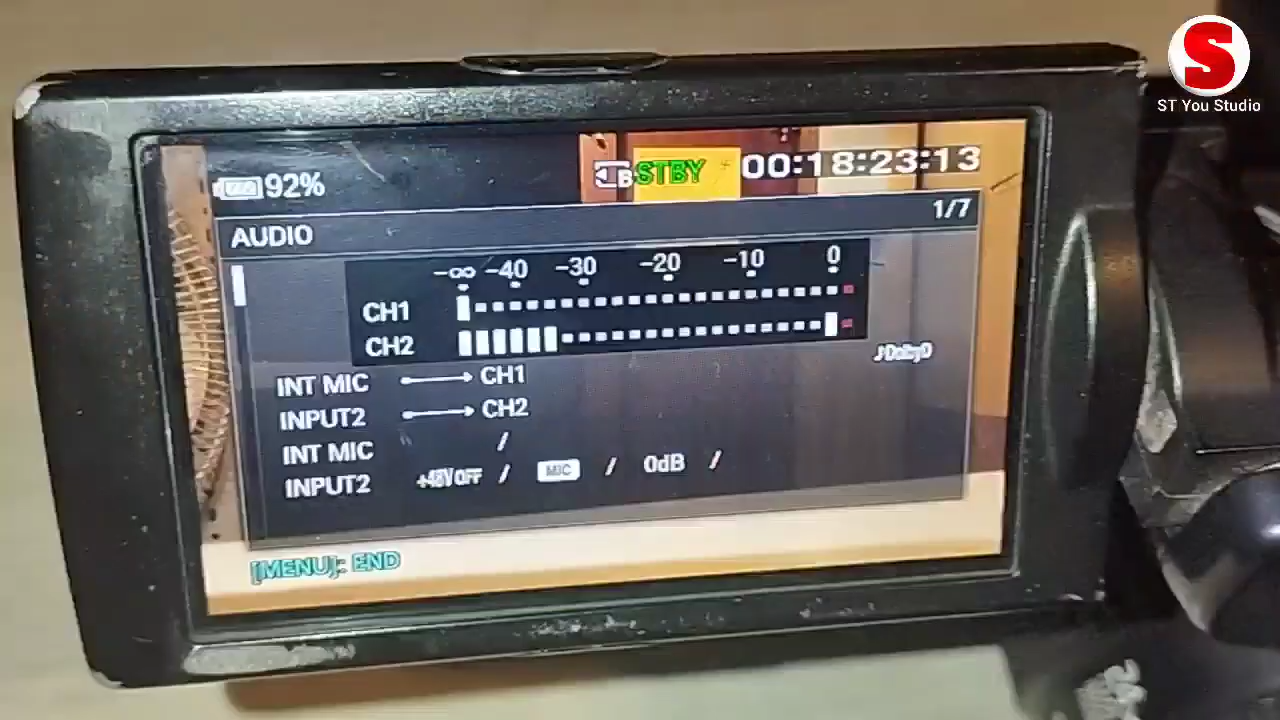 S
ST You Studio
92% B STBY 00:18:23:13
AUDIO 1/7
-∞ -40 -30 -20 -10 0
CH1
CH2
♪DolbyD
INT MIC CH1
INPUT2 CH2
INT MIC /
INPUT2 +48V OFF / MIC / 0dB /
[MENU]: END